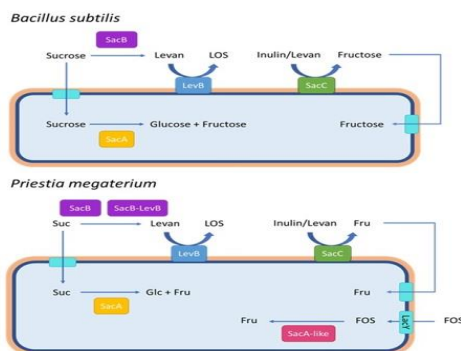 Bacillus subtilis
SacB
Sucrose Levan LOS Inulin/Levan Fructose
LevB SacC
Sucrose Glucose + Fructose Fructose
SacA
Priestia megaterium
SacB SacB-LevB
Suc Levan LOS Inulin/Levan Fru
LevB SacC
Suc Glc + Fru Fru
SacA
Fru FOS LacY FOS
SacA-like